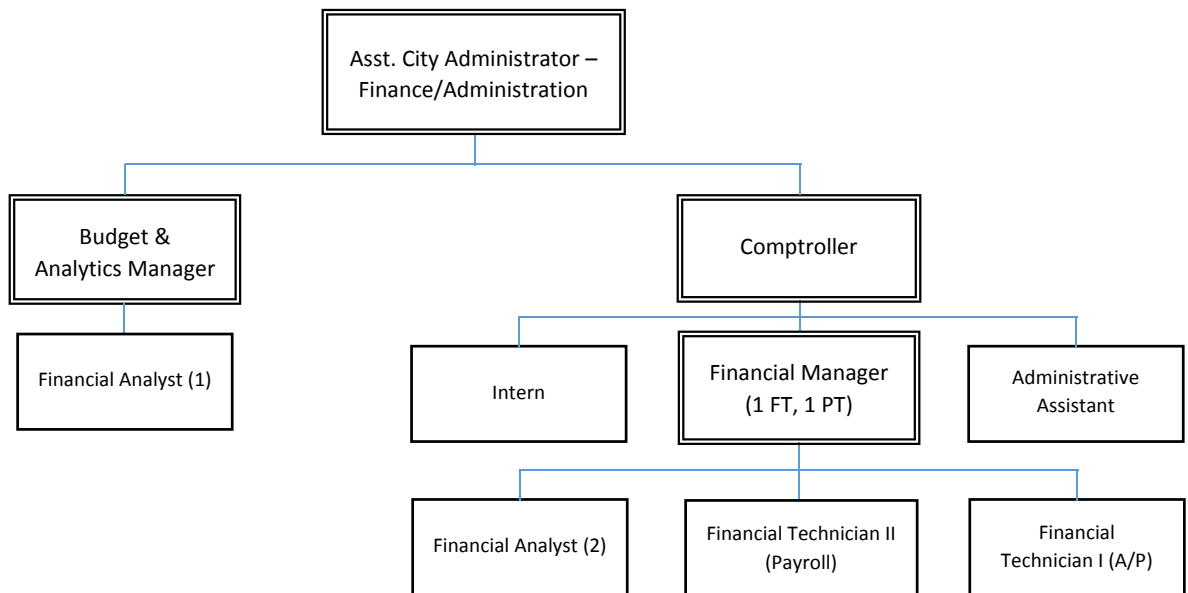 Asst. City Administrator –
Finance/Administration
Budget &
Analytics Manager
Comptroller
Financial Analyst (1)
Intern
Financial Manager
(1 FT, 1 PT)
Administrative
Assistant
Financial Analyst (2)
Financial Technician II
(Payroll)
Financial
Technician I (A/P)